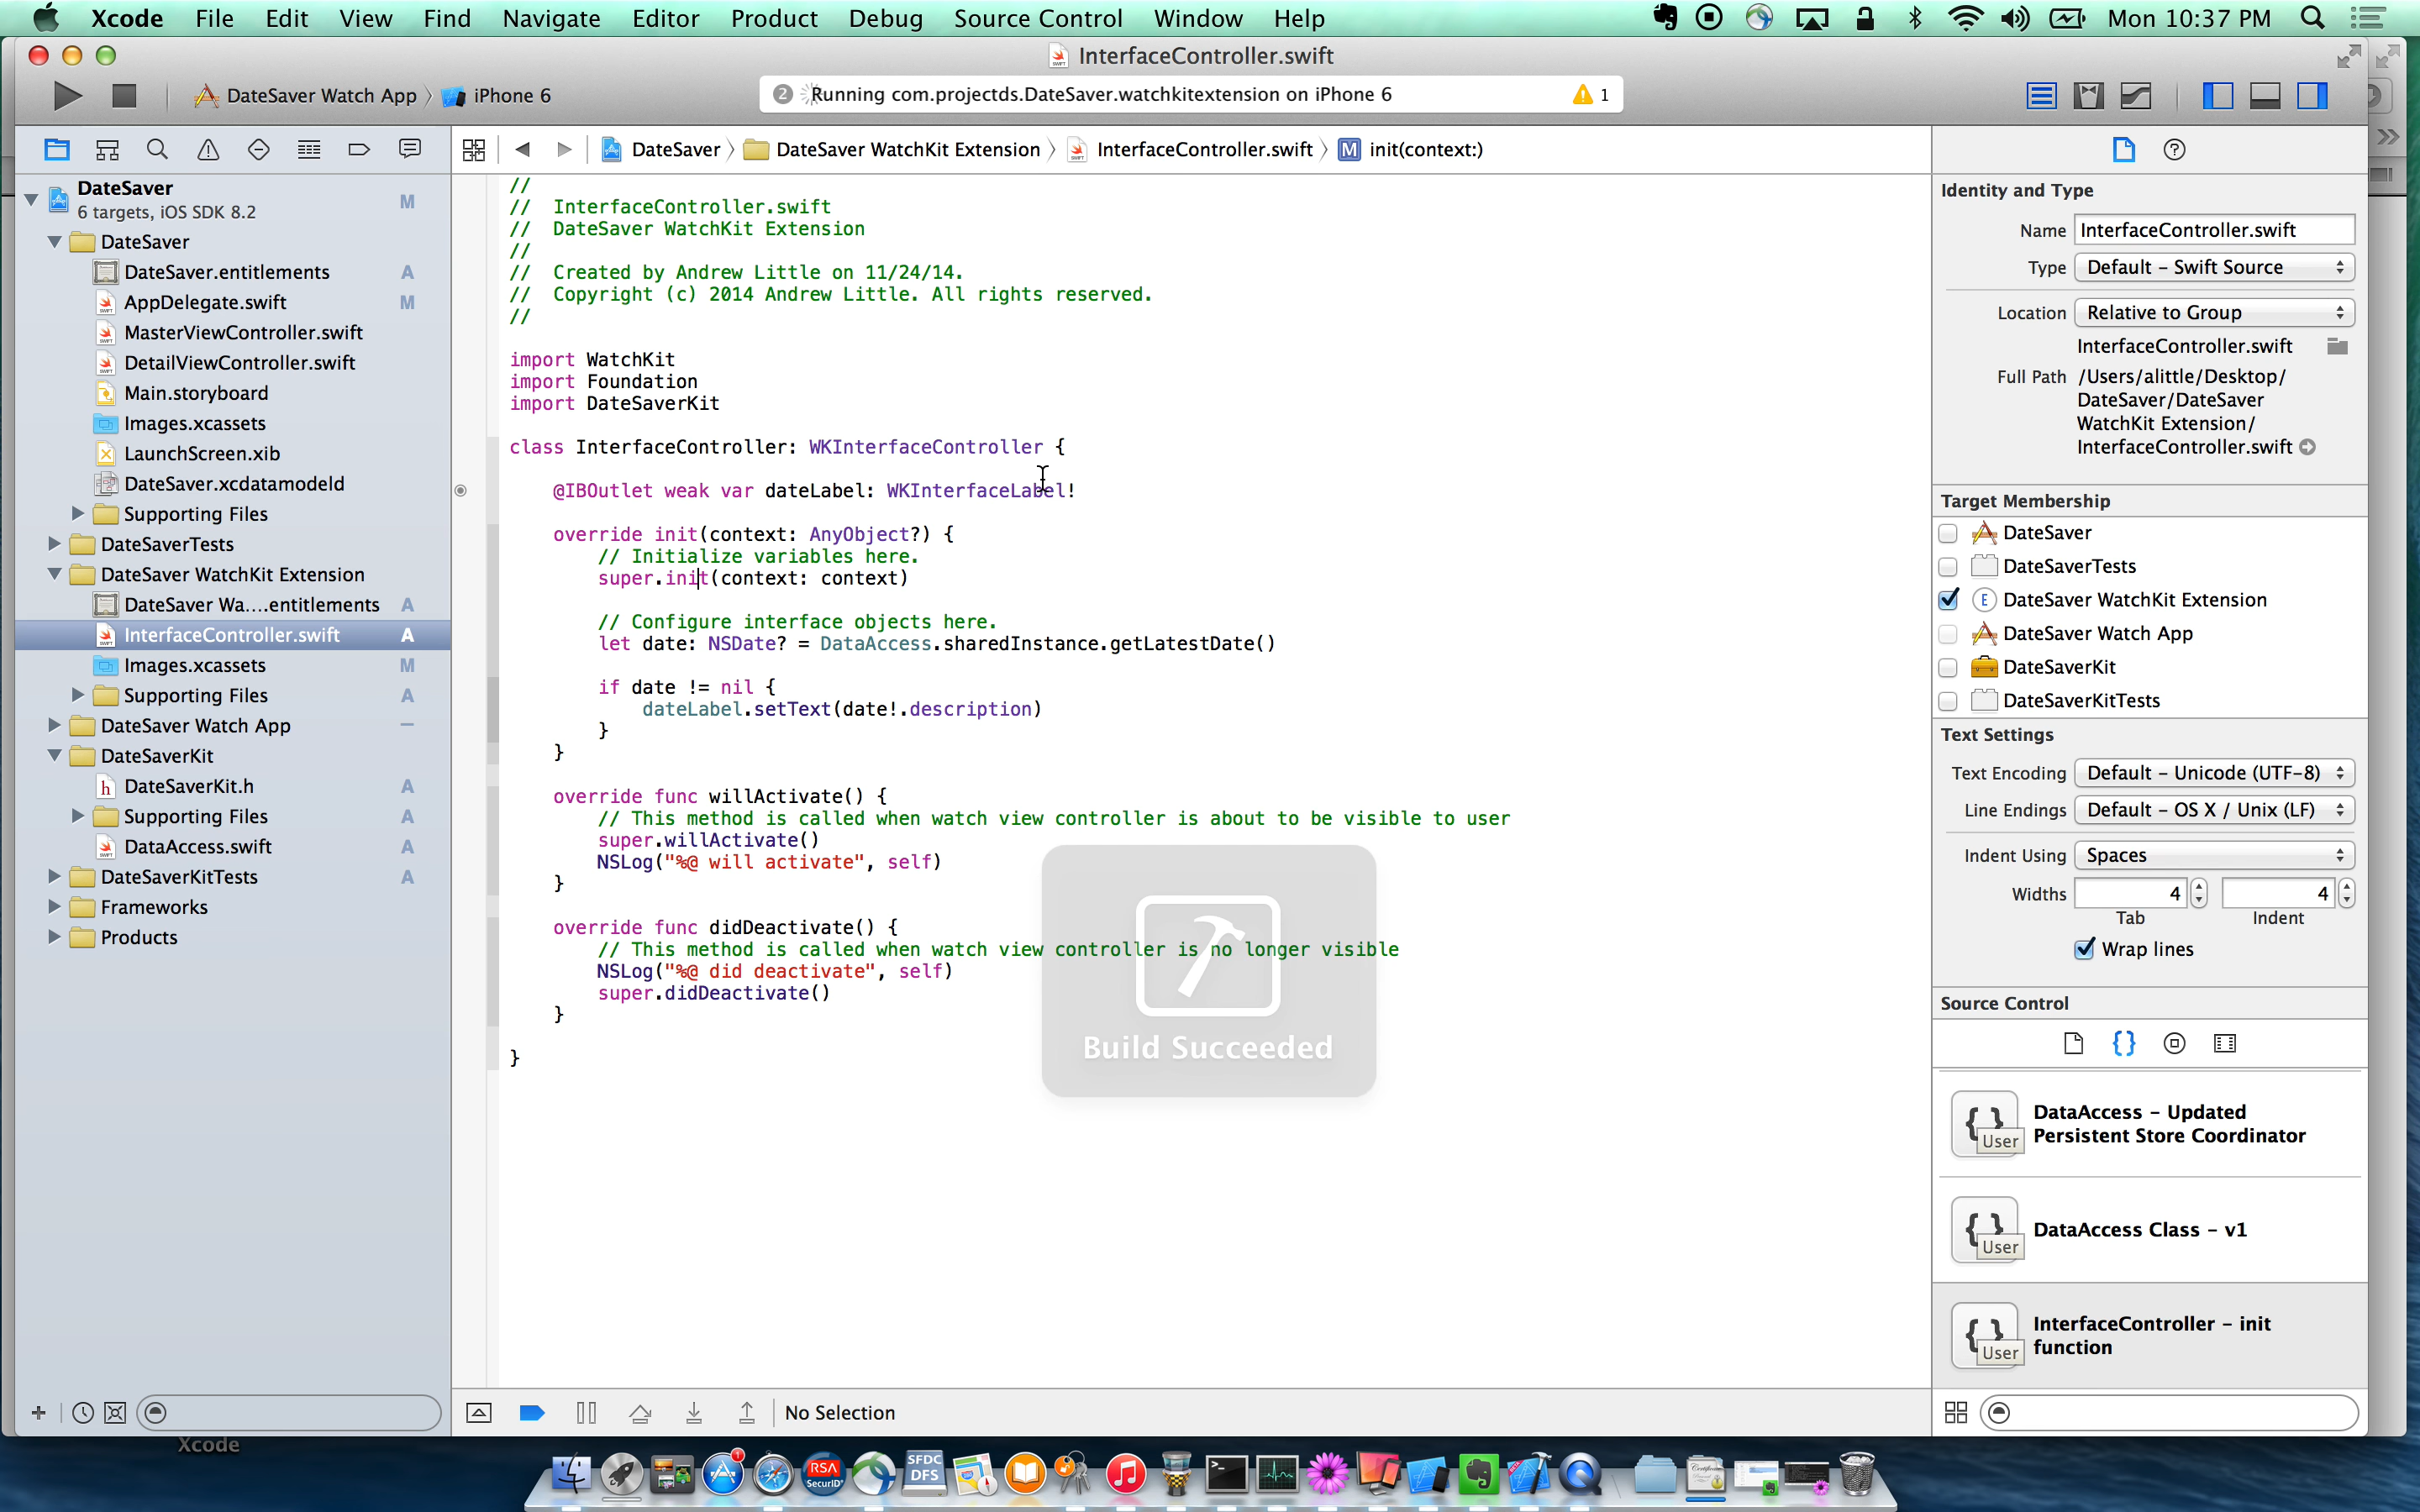 Xcode File Edit View Find Navigate Editor Product Debug Source Control Window Help Mon 10:37 PM
InterfaceController.swift
DateSaver Watch App iPhone 6
2 Running com.projectds.DateSaver.watchkitextension on iPhone 6 1
DateSaver
6 targets, iOS SDK 8.2
M
DateSaver
DateSaver.entitlements A
AppDelegate.swift M
MasterViewController.swift
DetailViewController.swift
Main.storyboard
Images.xcassets
LaunchScreen.xib
DateSaver.xcdatamodeld
Supporting Files
DateSaverTests
DateSaver WatchKit Extension
DateSaver Wa....entitlements A
InterfaceController.swift A
Images.xcassets M
Supporting Files A
DateSaver Watch App –
DateSaverKit
DateSaverKit.h A
Supporting Files A
DataAccess.swift A
DateSaverKitTests A
Frameworks
Products
DateSaver DateSaver WatchKit Extension InterfaceController.swift M init(context:)
//
// InterfaceController.swift
// DateSaver WatchKit Extension
//
// Created by Andrew Little on 11/24/14.
// Copyright (c) 2014 Andrew Little. All rights reserved.
//
import WatchKit
import Foundation
import DateSaverKit
class InterfaceController: WKInterfaceController {
@IBOutlet weak var dateLabel: WKInterfaceLabel!
override init(context: AnyObject?) {
// Initialize variables here.
super.init(context: context)
// Configure interface objects here.
let date: NSDate? = DataAccess.sharedInstance.getLatestDate()
if date != nil {
dateLabel.setText(date!.description)
}
}
override func willActivate() {
// This method is called when watch view controller is about to be visible to user
super.willActivate()
NSLog("%@ will activate", self)
}
override func didDeactivate() {
// This method is called when watch view controller is no longer visible
NSLog("%@ did deactivate", self)
super.didDeactivate()
}
}
Build Succeeded
No Selection
Identity and Type
Name InterfaceController.swift
Type Default – Swift Source
Location Relative to Group
InterfaceController.swift
Full Path /Users/alittle/Desktop/
DateSaver/DateSaver
WatchKit Extension/
InterfaceController.swift
Target Membership
DateSaver
DateSaverTests
E DateSaver WatchKit Extension
DateSaver Watch App
DateSaverKit
DateSaverKitTests
Text Settings
Text Encoding Default – Unicode (UTF-8)
Line Endings Default – OS X / Unix (LF)
Indent Using Spaces
Widths 4 4
Tab Indent
Wrap lines
Source Control
{ } User DataAccess – Updated
Persistent Store Coordinator
{ } User DataAccess Class – v1
{ } User InterfaceController – init
function
Xcode
1
RSA
SecurID
SFDC
DFS